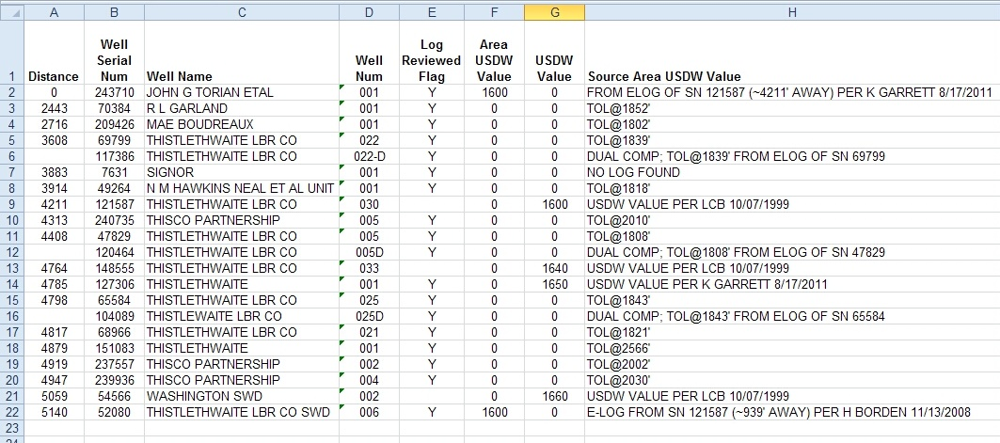 A B C D E F G H
Well Log Area
Serial Well Reviewed USDW USDW
1 Distance Num Well Name Num Flag Value Value Source Area USDW Value
2 0 243710 JOHN G TORIAN ETAL 001 Y 1600 0 FROM ELOG OF SN 121587 (~4211' AWAY) PER K GARRETT 8/17/2011
3 2443 70384 R L GARLAND 001 Y 0 0 TOL@1852'
4 2716 209426 MAE BOUDREAUX 001 Y 0 0 TOL@1802'
5 3608 69799 THISTLETHWAITE LBR CO 022 Y 0 0 TOL@1839'
6 117386 THISTLETHWAITE LBR CO 022-D Y 0 0 DUAL COMP; TOL@1839' FROM ELOG OF SN 69799
7 3883 7631 SIGNOR 001 Y 0 0 NO LOG FOUND
8 3914 49264 N M HAWKINS NEAL ET AL UNIT 001 Y 0 0 TOL@1818'
9 4211 121587 THISTLETHWAITE LBR CO 030 0 1600 USDW VALUE PER LCB 10/07/1999
10 4313 240735 THISCO PARTNERSHIP 005 Y 0 0 TOL@2010'
11 4408 47829 THISTLETHWAITE LBR CO 005 Y 0 0 TOL@1808'
12 120464 THISTLETHWAITE LBR CO 005D Y 0 0 DUAL COMP; TOL@1808' FROM ELOG OF SN 47829
13 4764 148555 THISTLETHWAITE LBR CO 033 0 1640 USDW VALUE PER LCB 10/07/1999
14 4785 127306 THISTLETHWAITE 001 Y 0 1650 USDW VALUE PER K GARRETT 8/17/2011
15 4798 65584 THISTLETHWAITE LBR CO 025 Y 0 0 TOL@1843'
16 104089 THISTLEWAITE LBR CO 025D Y 0 0 DUAL COMP; TOL@1843' FROM ELOG OF SN 65584
17 4817 68966 THISTLETHWAITE LBR CO 021 Y 0 0 TOL@1821'
18 4879 151083 THISTLETHWAITE 001 Y 0 0 TOL@2566'
19 4919 237557 THISCO PARTNERSHIP 002 Y 0 0 TOL@2002'
20 4947 239936 THISCO PARTNERSHIP 004 Y 0 0 TOL@2030'
21 5059 54566 WASHINGTON SWD 002 0 1660 USDW VALUE PER LCB 10/07/1999
22 5140 52080 THISTLETHWAITE LBR CO SWD 006 Y 1600 0 E-LOG FROM SN 121587 (~939' AWAY) PER H BORDEN 11/13/2008
23